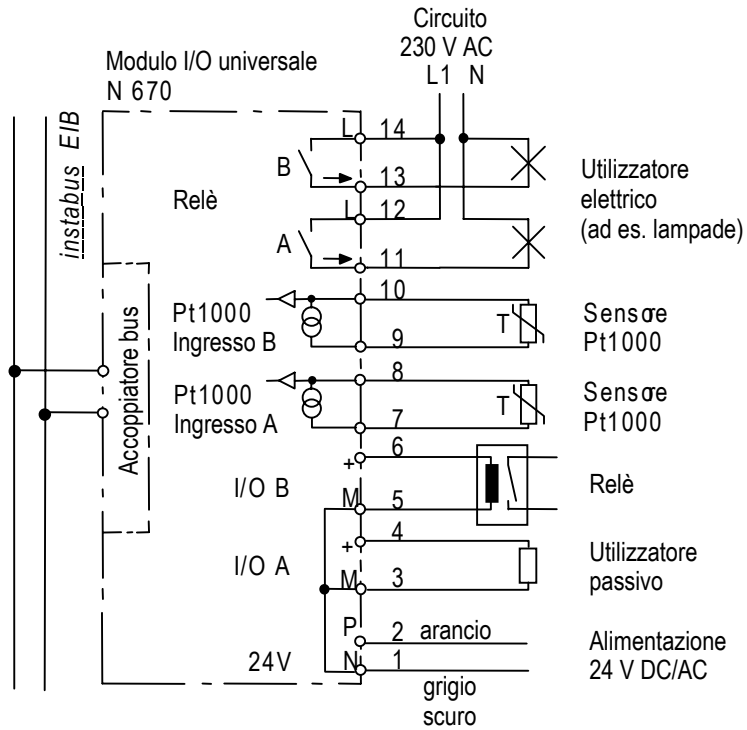 Circuito
230 V AC
L1 N
Modulo I/O universale
N 670
instabus EIB
L 14
B
13
Utilizzatore
elettrico
(ad es. lampade)
Relè
L 12
A
11
10
Pt1000
Ingresso B
T
Sensore
Pt1000
9
Accoppiatore bus
8
Pt1000
Ingresso A
T
Sensore
Pt1000
7
6
+
I/O B
Relè
M 5
4
+
I/O A
Utilizzatore
passivo
M 3
P 2 arancio
Alimentazione
24 V DC/AC
24V N 1
grigio
scuro